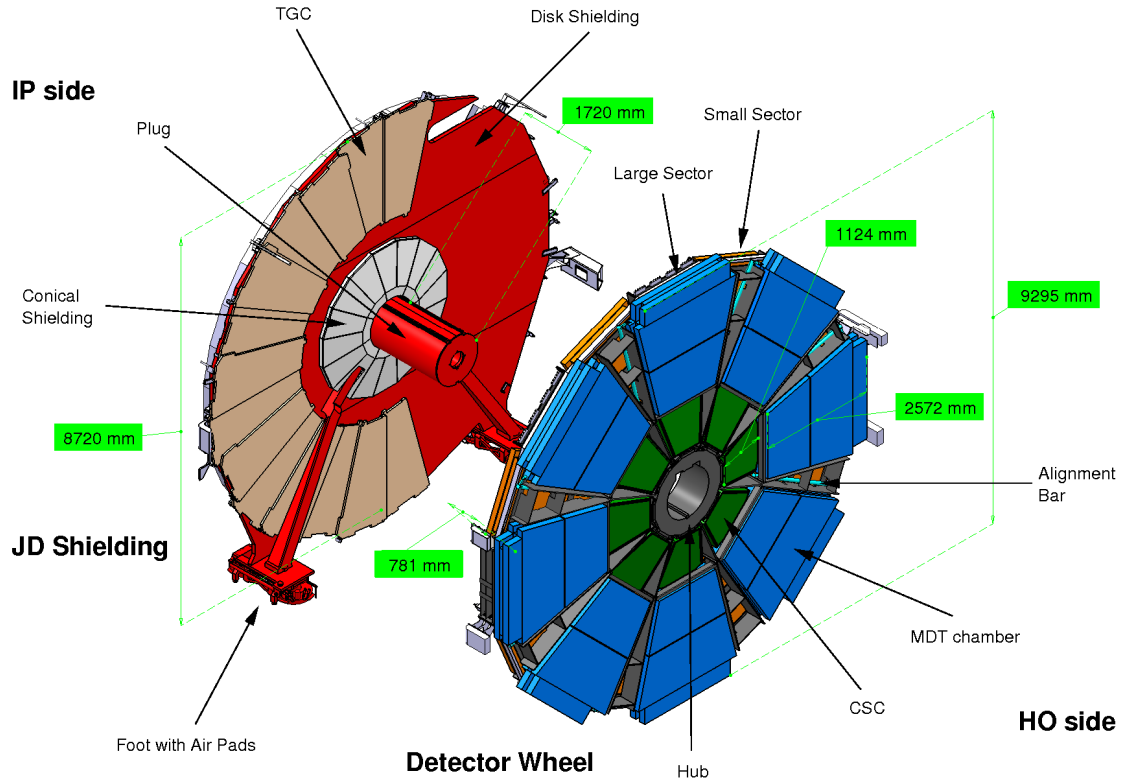 TGC
Disk Shielding
IP side
1720 mm
Small Sector
Plug
Large Sector
1124 mm
Conical
Shielding
9295 mm
2572 mm
8720 mm
Alignment
Bar
JD Shielding
781 mm
MDT chamber
CSC
HO side
Foot with Air Pads
Detector Wheel
Hub